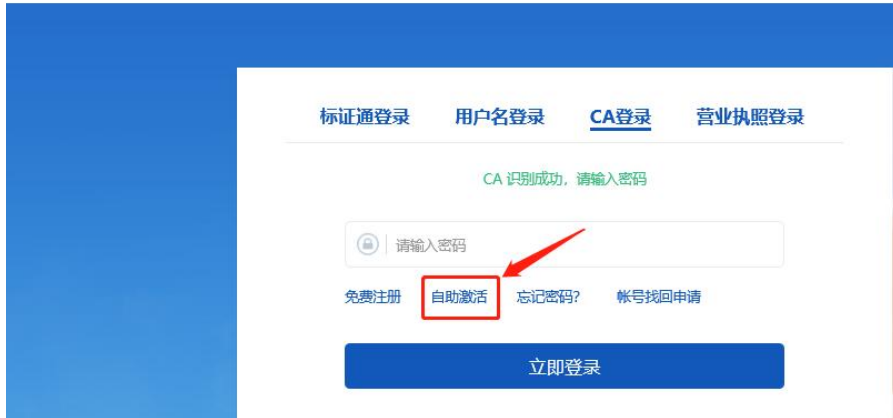 标证通登录 用户名登录 CA登录 营业执照登录
CA 识别成功，请输入密码
请输入密码
免费注册 自助激活 忘记密码? 帐号找回申请
立即登录